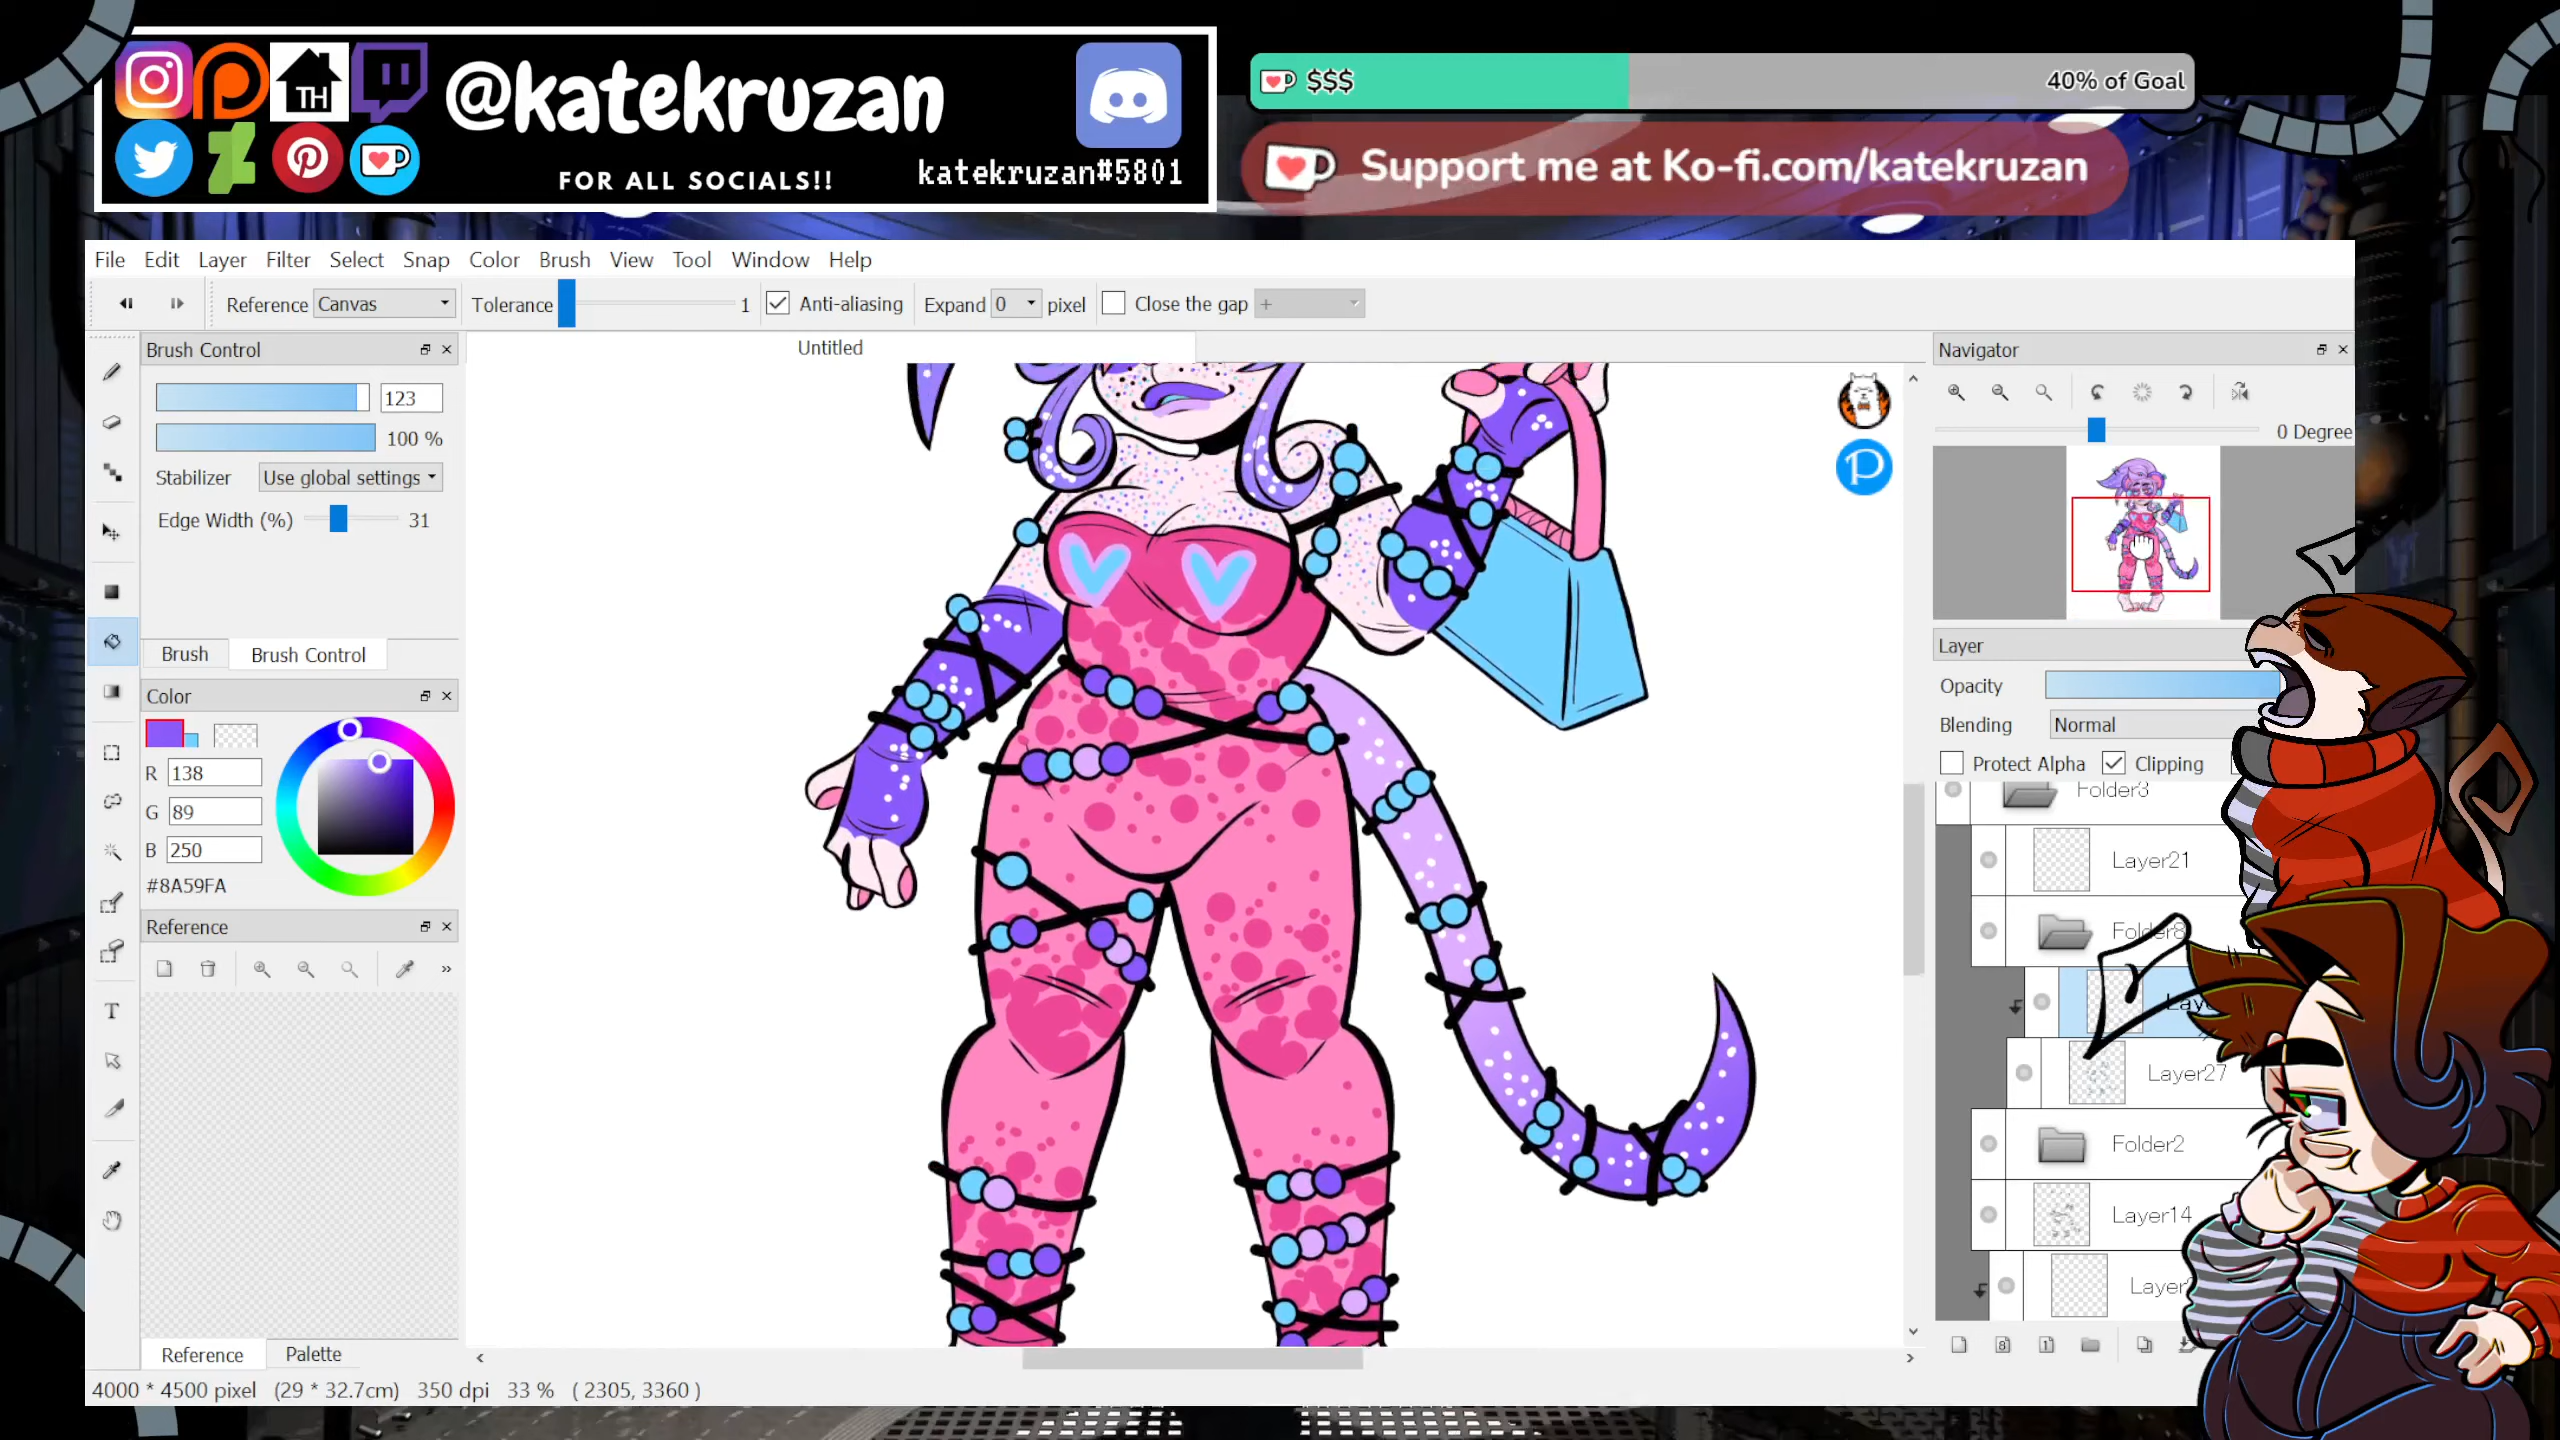 TH
@katekruzan
FOR ALL SOCIALS!!
katekruzan#5801
$$$
40% of Goal
Support me at Ko-fi.com/katekruzan
File Edit Layer Filter Select Snap Color Brush View Tool Window Help
Reference Canvas Tolerance 1 Anti-aliasing Expand 0 pixel Close the gap +
Brush Control
Untitled
Navigator
123
100 %
Stabilizer Use global settings
Edge Width (%) 31
0 Degree
Brush Brush Control
Color
R 138
G 89
B 250
#8A59FA
Layer
Opacity
Blending Normal
Protect Alpha Clipping
Folder3
Layer21
Folder8
Layer27
Folder2
Layer14
Reference
Reference Palette
4000 * 4500 pixel (29 * 32.7cm) 350 dpi 33 % ( 2305, 3360 )